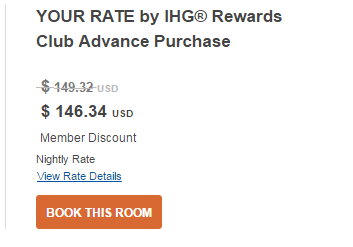 YOUR RATE by IHG® Rewards
Club Advance Purchase
$ 149.32 USD
$ 146.34 USD
Member Discount
Nightly Rate
View Rate Details
BOOK THIS ROOM